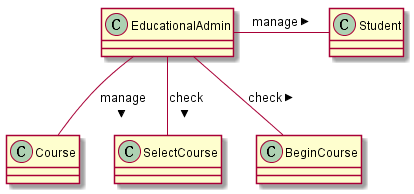 manage ▶
C EducationalAdmin
C Student
manage
▼
check
▼
check ▶
C Course
C SelectCourse
C BeginCourse